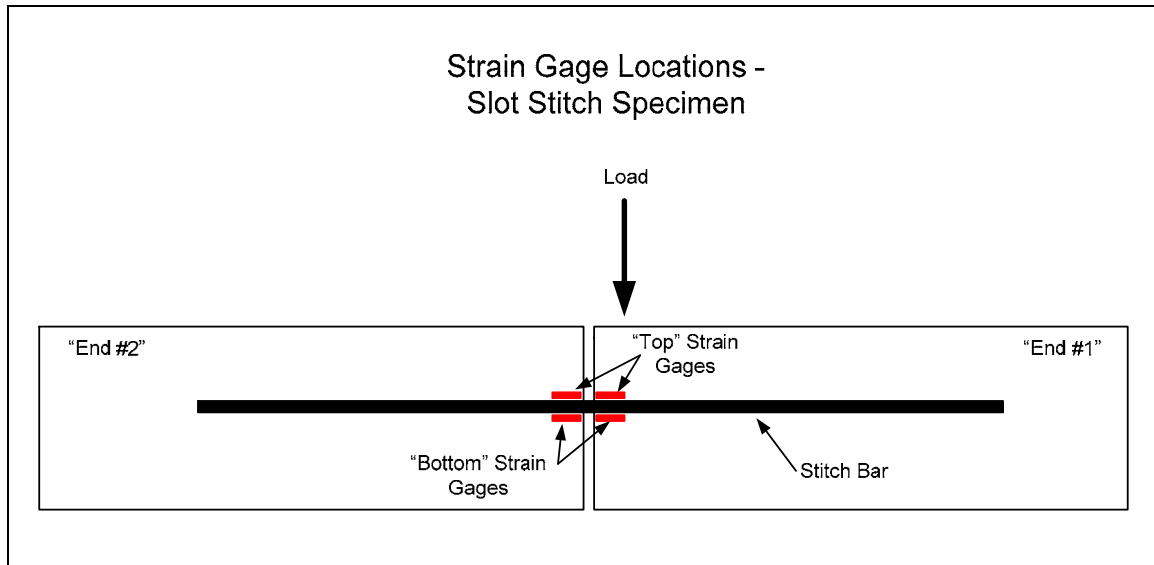 Strain Gage Locations -
Slot Stitch Specimen
Load
“End #2”
“Top” Strain
Gages
“End #1”
“Bottom” Strain
Gages
Stitch Bar